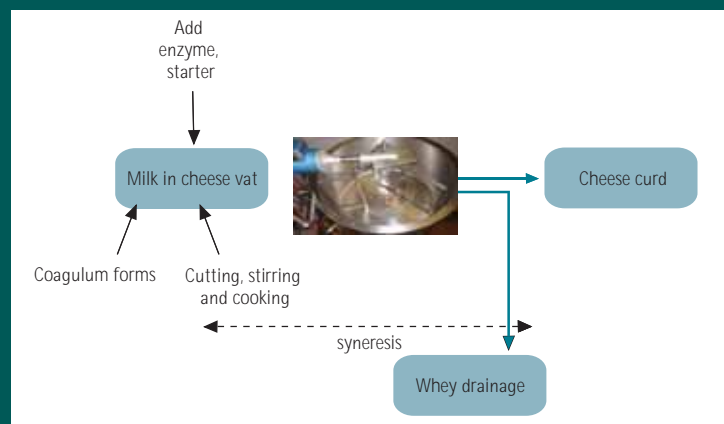 Add
enzyme,
starter
Milk in cheese vat
Cheese curd
Coagulum forms
Cutting, stirring
and cooking
syneresis
Whey drainage